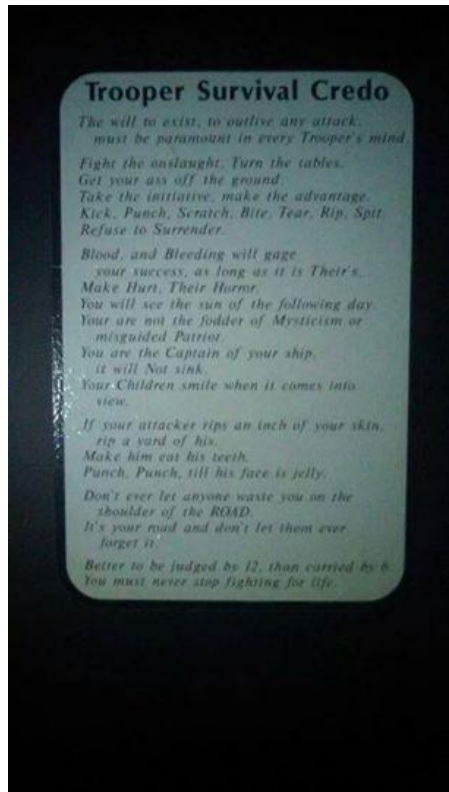 Trooper Survival Credo
The will to exist, to outlive any attack,
must be paramount in every Trooper's mind.
Fight the onslaught. Turn the tables.
Get your ass off the ground.
Take the initiative, make the advantage.
Kick, Punch, Scratch, Bite, Tear, Rip, Spit.
Refuse to Surrender.
Blood, and Bleeding will gage
your success, as long as it is Their's.
Make Hurt, Their Horror.
You will see the sun of the following day.
Your are not the fodder of Mysticism or
misguided Patriot.
You are the Captain of your ship,
it will Not sink.
Your Children smile when it comes into
view.
If your attacker rips an inch of your skin,
rip a yard of his.
Make him eat his teeth.
Punch, Punch, till his face is jelly.
Don't ever let anyone waste you on the
shoulder of the ROAD.
It's your road and don't let them ever
forget it.
Better to be judged by 12, than carried by 6.
You must never stop fighting for life.